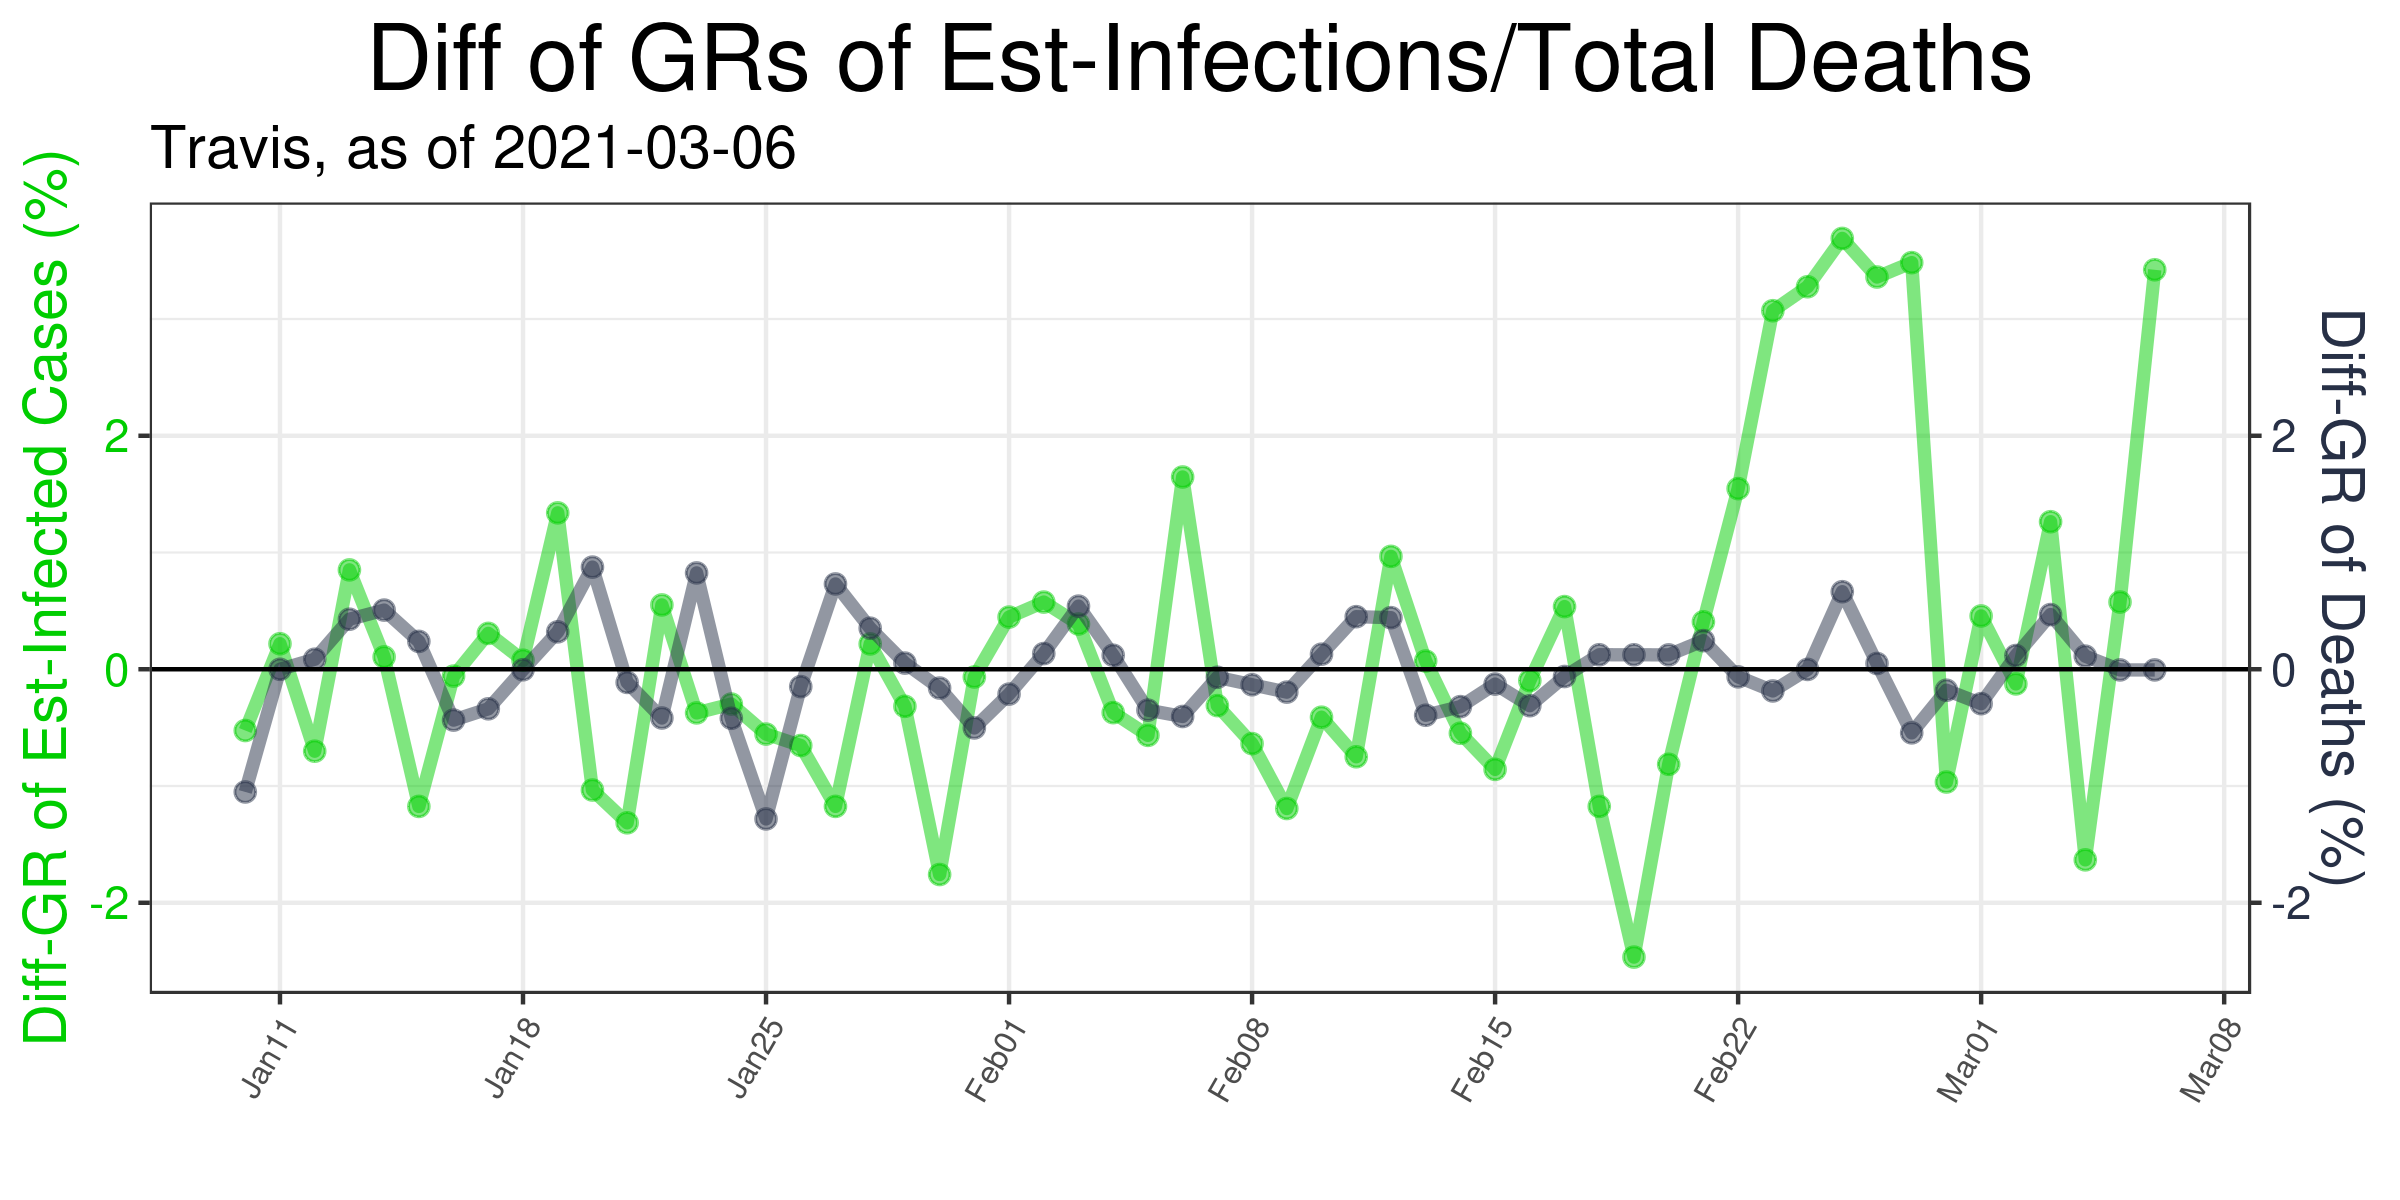 Diff of GRs of Est-Infections/Total Deaths
Travis, as of 2021-03-06
Diff-GR of Est-Infected Cases (%)
2
0
-2
2
0
-2
Diff-GR of Deaths (%)
Jan11
Jan18
Jan25
Feb01
Feb08
Feb15
Feb22
Mar01
Mar08